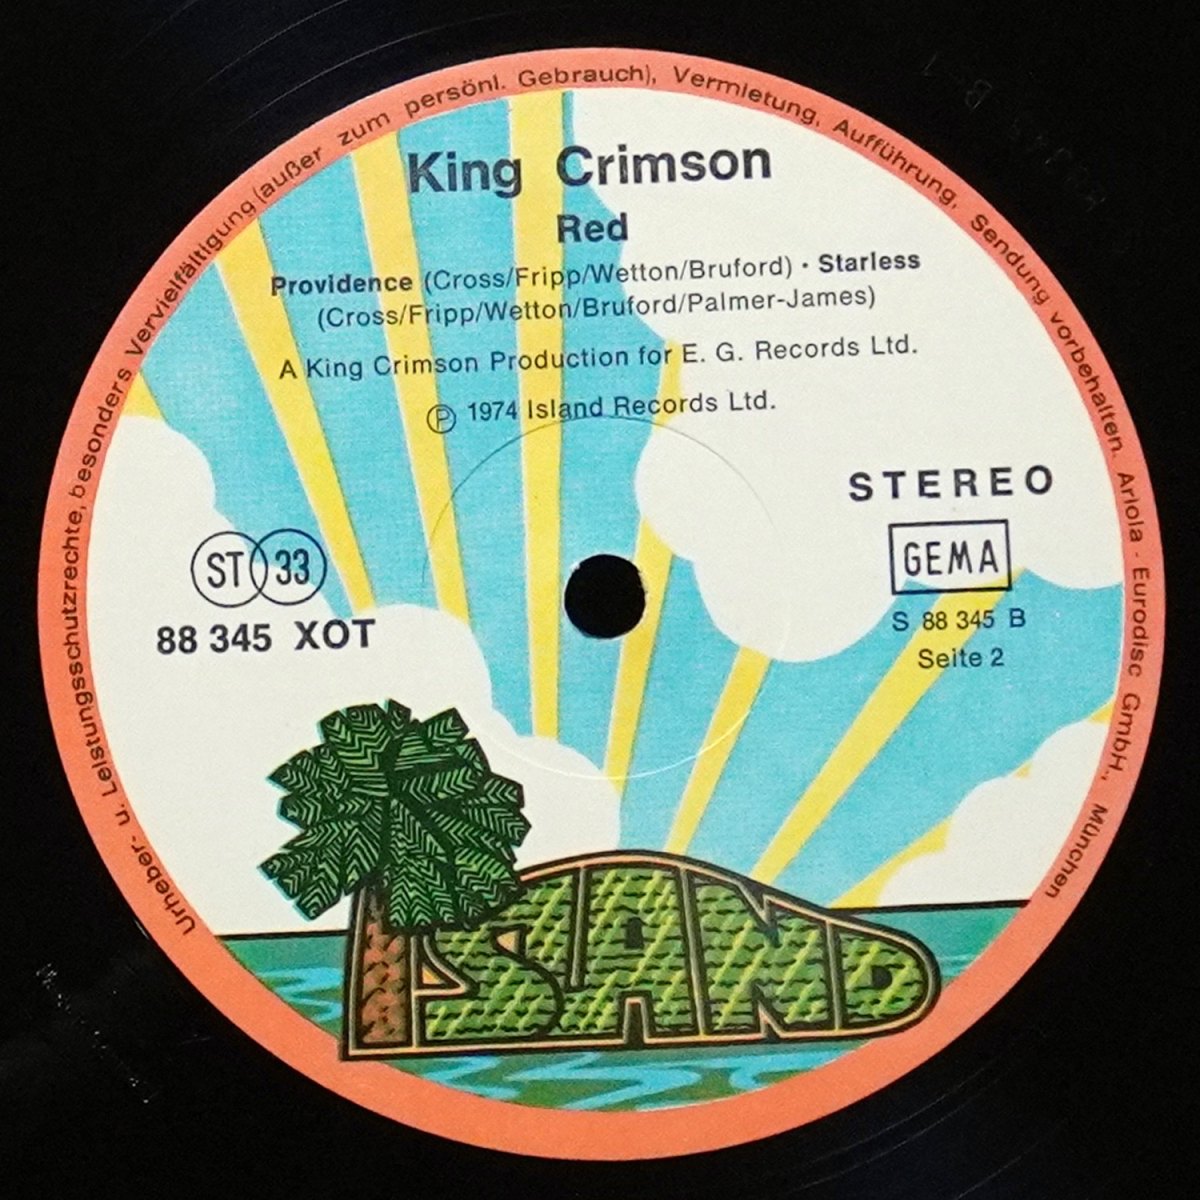 Urheber- u. Leistungsschutzrechte, besonders Vervielfältigung (außer zum persönl. Gebrauch), Vermietung, Aufführung, Sendung vorbehalten. Ariola - Eurodisc GmbH., München
King Crimson
Red
Providence (Cross/Fripp/Wetton/Bruford) · Starless
(Cross/Fripp/Wetton/Bruford/Palmer-James)
A King Crimson Production for E. G. Records Ltd.
Ⓟ 1974 Island Records Ltd.
STEREO
ST 33
GEMA
88 345 XOT
S 88 345 B
Seite 2
ISLAND